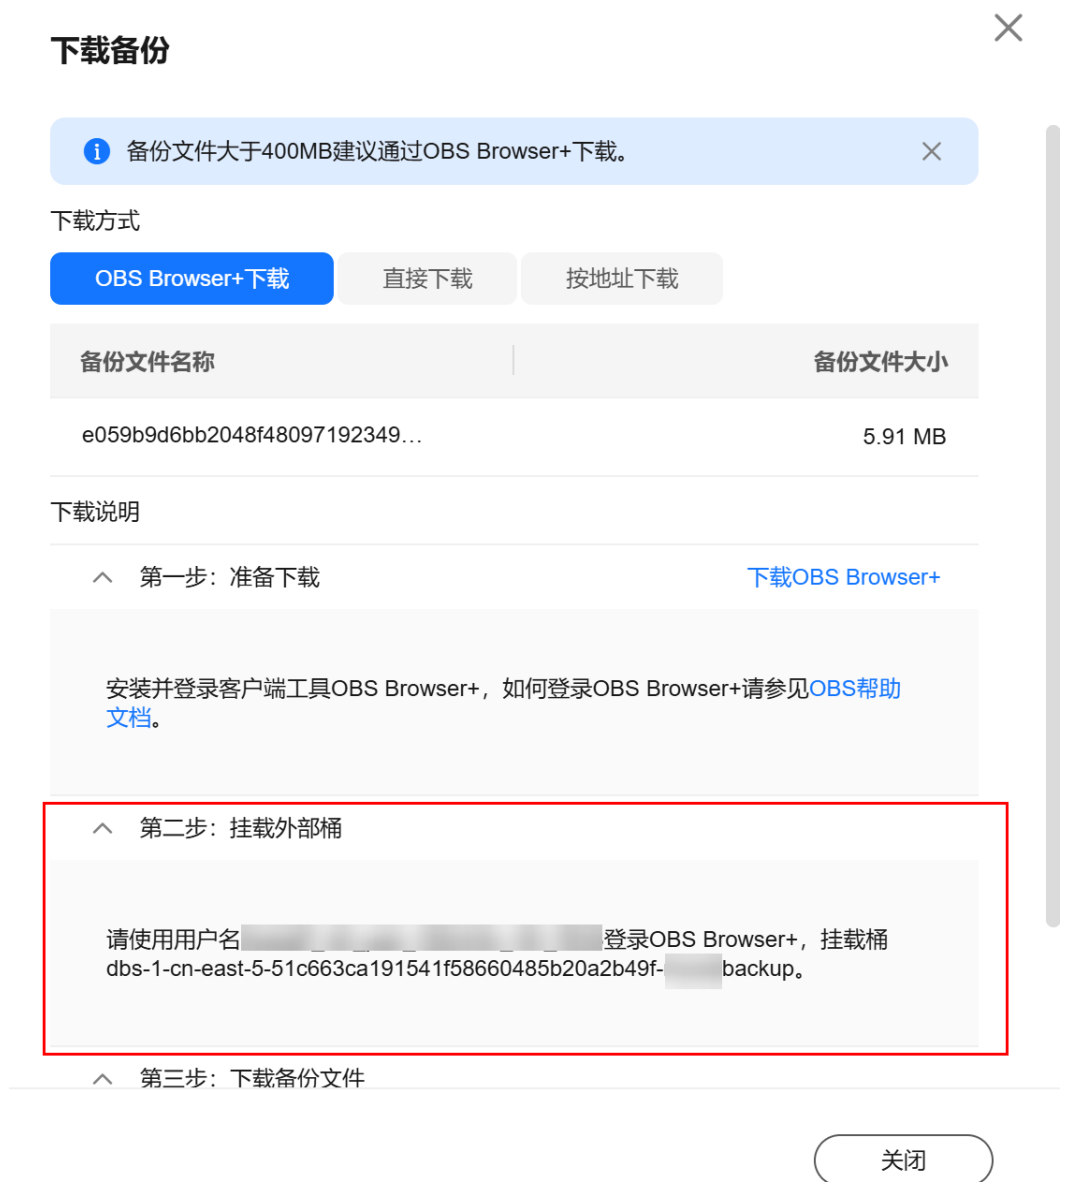 下载备份
备份文件大于400MB建议通过OBS Browser+下载。
下载方式
OBS Browser+下载 直接下载 按地址下载
备份文件名称 备份文件大小
e059b9d6bb2048f48097192349... 5.91 MB
下载说明
第一步：准备下载 下载OBS Browser+
安装并登录客户端工具OBS Browser+，如何登录OBS Browser+请参见OBS帮助
文档。
第二步：挂载外部桶
请使用用户名 登录OBS Browser+，挂载桶
dbs-1-cn-east-5-51c663ca191541f58660485b20a2b49f- backup。
第三步：下载备份文件
关闭